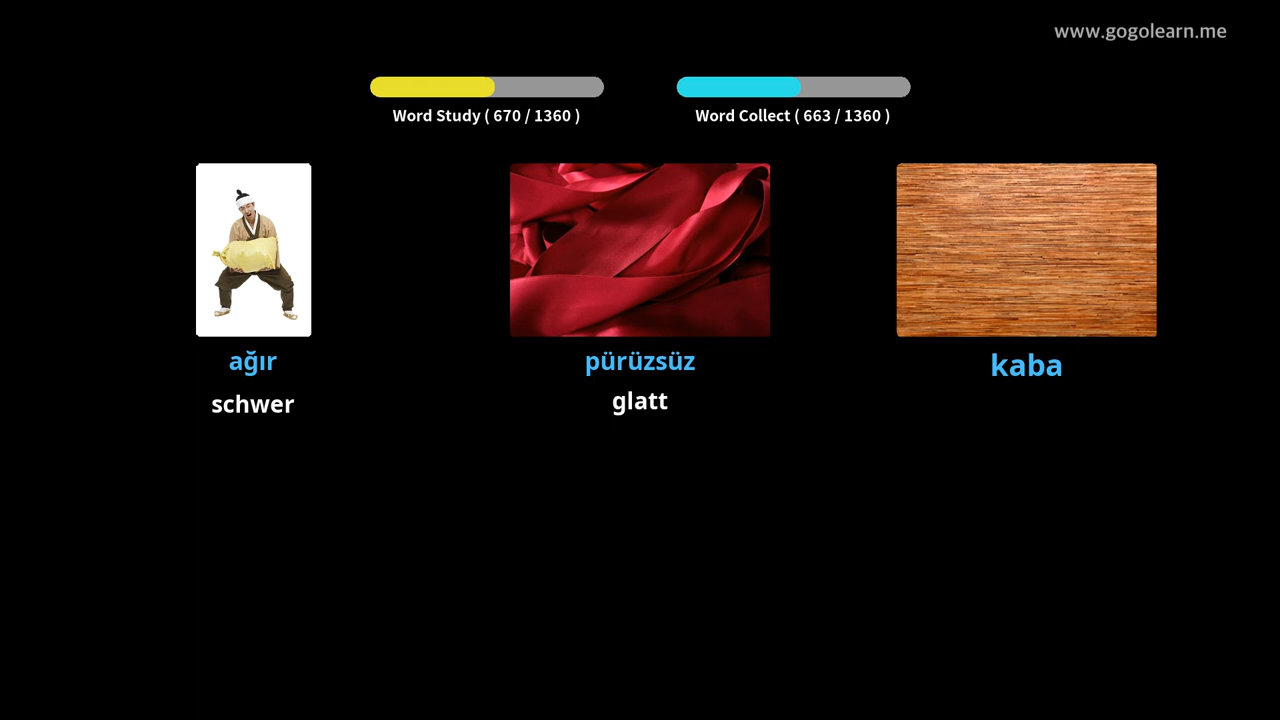 www.gogolearn.me
Word Study ( 670 / 1360 )
Word Collect ( 663 / 1360 )
ağır
schwer
pürüzsüz
glatt
kaba